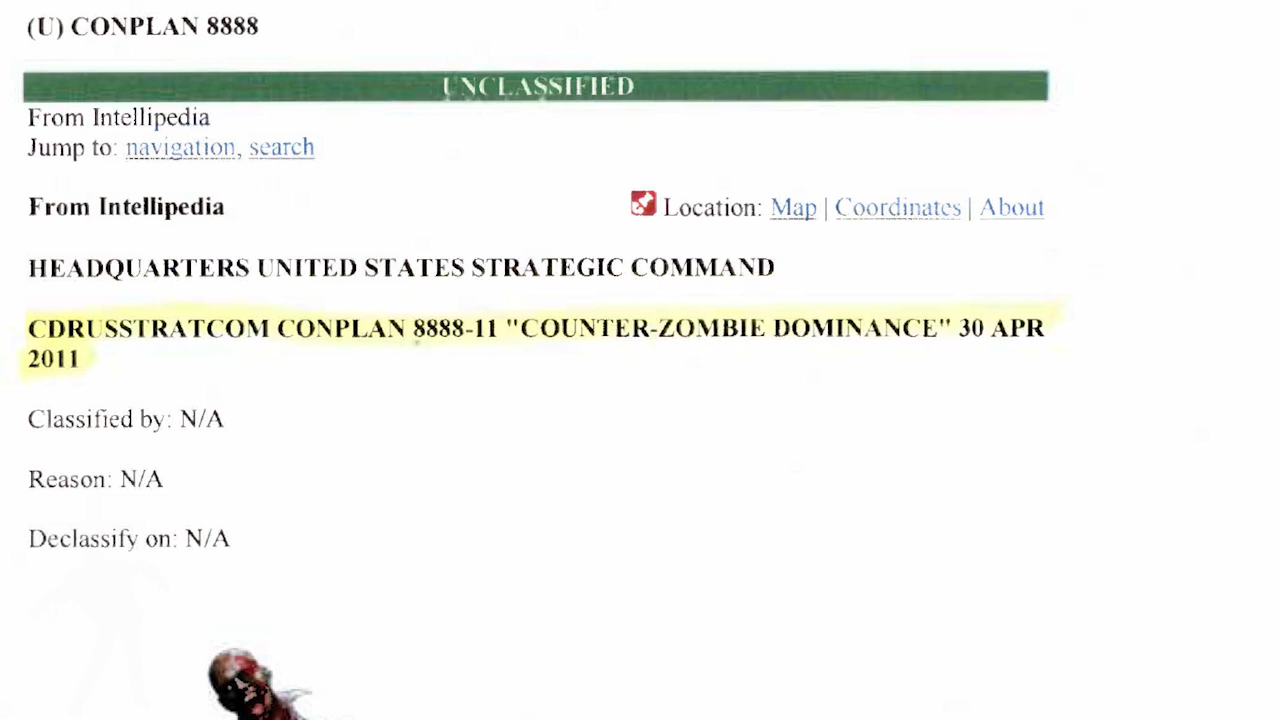 (U) CONPLAN 8888
UNCLASSIFIED
From Intellipedia
Jump to: navigation, search
From Intellipedia
Location: Map | Coordinates | About
HEADQUARTERS UNITED STATES STRATEGIC COMMAND
CDRUSSTRATCOM CONPLAN 8888-11 "COUNTER-ZOMBIE DOMINANCE" 30 APR
2011
Classified by: N/A
Reason: N/A
Declassify on: N/A